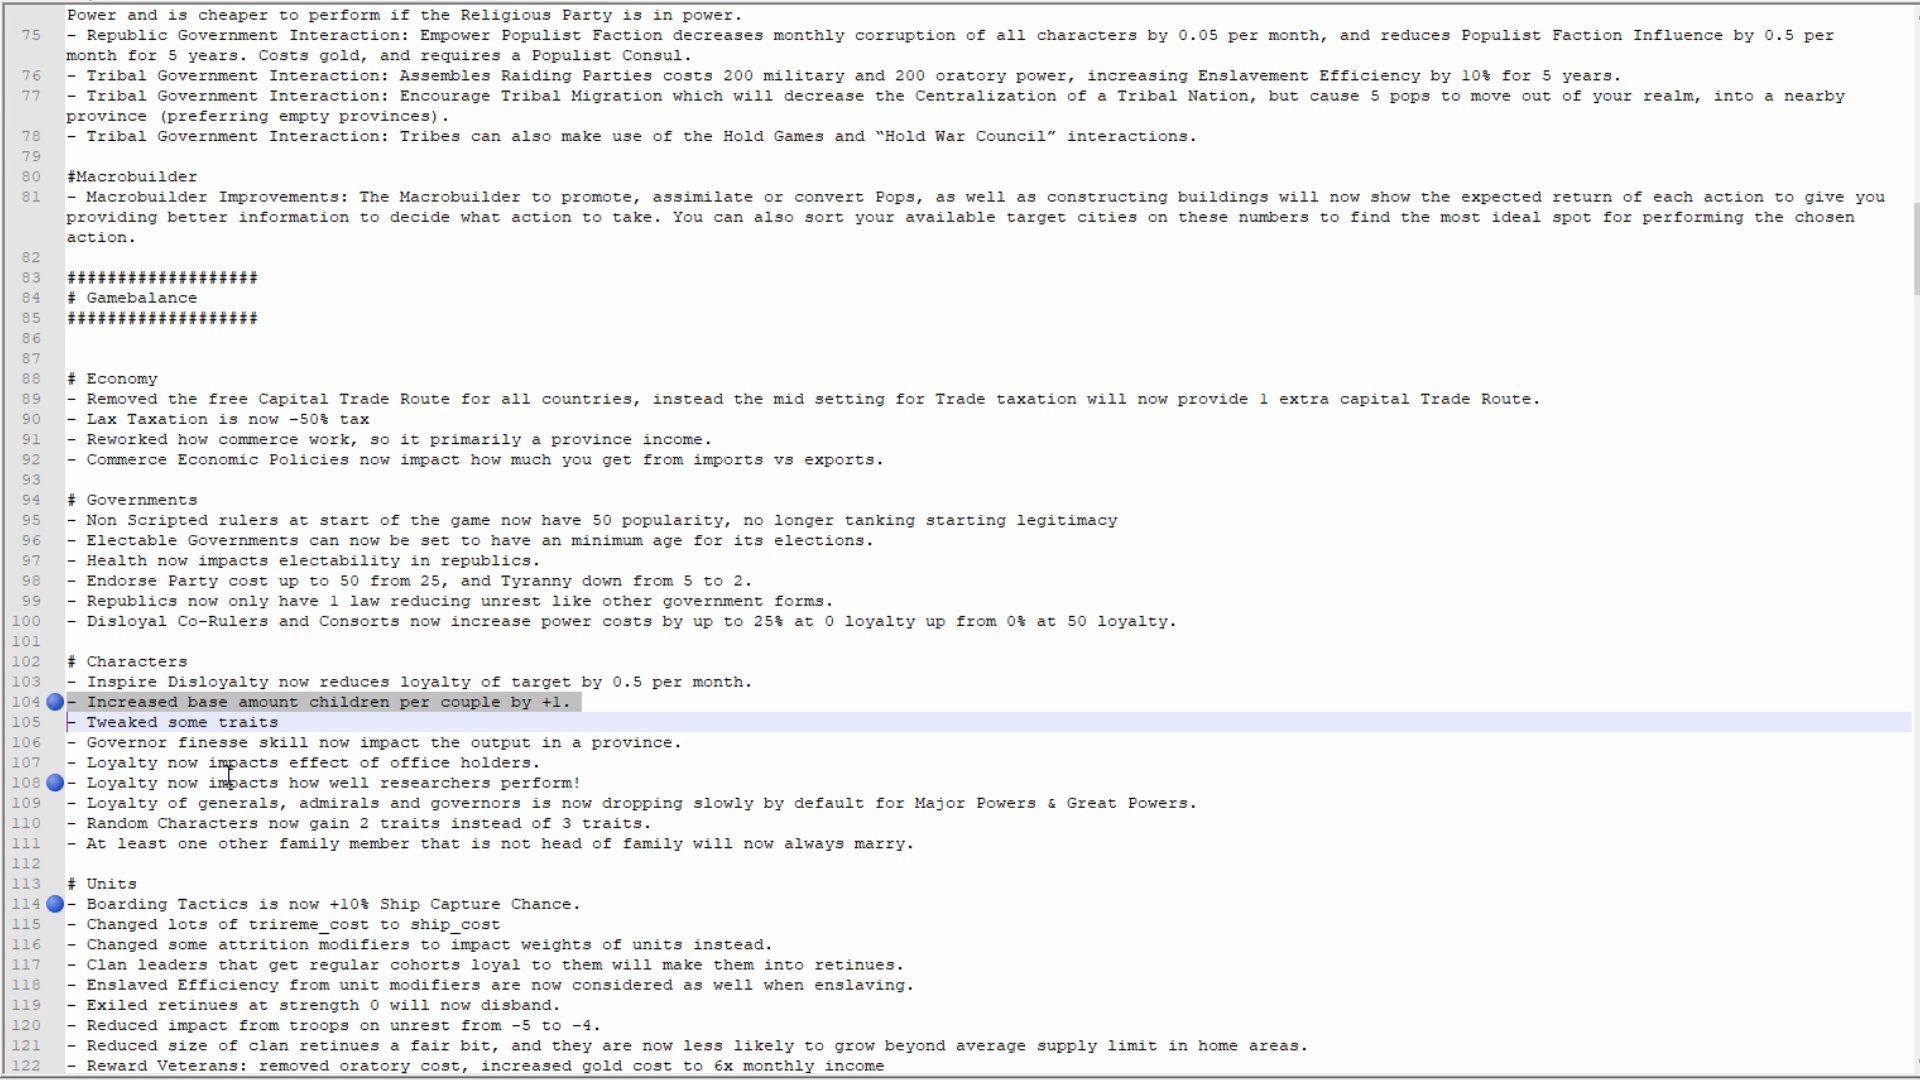 Power and is cheaper to perform if the Religious Party is in power.
75 - Republic Government Interaction: Empower Populist Faction decreases monthly corruption of all characters by 0.05 per month, and reduces Populist Faction Influence by 0.5 per
month for 5 years. Costs gold, and requires a Populist Consul.
76 - Tribal Government Interaction: Assembles Raiding Parties costs 200 military and 200 oratory power, increasing Enslavement Efficiency by 10% for 5 years.
77 - Tribal Government Interaction: Encourage Tribal Migration which will decrease the Centralization of a Tribal Nation, but cause 5 pops to move out of your realm, into a nearby
province (preferring empty provinces).
78 - Tribal Government Interaction: Tribes can also make use of the Hold Games and “Hold War Council” interactions.
79
80 #Macrobuilder
81 - Macrobuilder Improvements: The Macrobuilder to promote, assimilate or convert Pops, as well as constructing buildings will now show the expected return of each action to give you
providing better information to decide what action to take. You can also sort your available target cities on these numbers to find the most ideal spot for performing the chosen
action.
82
83 ###################
84 # Gamebalance
85 ###################
86
87
88 # Economy
89 - Removed the free Capital Trade Route for all countries, instead the mid setting for Trade taxation will now provide 1 extra capital Trade Route.
90 - Lax Taxation is now -50% tax
91 - Reworked how commerce work, so it primarily a province income.
92 - Commerce Economic Policies now impact how much you get from imports vs exports.
93
94 # Governments
95 - Non Scripted rulers at start of the game now have 50 popularity, no longer tanking starting legitimacy
96 - Electable Governments can now be set to have an minimum age for its elections.
97 - Health now impacts electability in republics.
98 - Endorse Party cost up to 50 from 25, and Tyranny down from 5 to 2.
99 - Republics now only have 1 law reducing unrest like other government forms.
100 - Disloyal Co-Rulers and Consorts now increase power costs by up to 25% at 0 loyalty up from 0% at 50 loyalty.
101
102 # Characters
103 - Inspire Disloyalty now reduces loyalty of target by 0.5 per month.
104 - Increased base amount children per couple by +1.
105 - Tweaked some traits
106 - Governor finesse skill now impact the output in a province.
107 - Loyalty now impacts effect of office holders.
108 - Loyalty now impacts how well researchers perform!
109 - Loyalty of generals, admirals and governors is now dropping slowly by default for Major Powers & Great Powers.
110 - Random Characters now gain 2 traits instead of 3 traits.
111 - At least one other family member that is not head of family will now always marry.
112
113 # Units
114 - Boarding Tactics is now +10% Ship Capture Chance.
115 - Changed lots of trireme_cost to ship_cost
116 - Changed some attrition modifiers to impact weights of units instead.
117 - Clan leaders that get regular cohorts loyal to them will make them into retinues.
118 - Enslaved Efficiency from unit modifiers are now considered as well when enslaving.
119 - Exiled retinues at strength 0 will now disband.
120 - Reduced impact from troops on unrest from -5 to -4.
121 - Reduced size of clan retinues a fair bit, and they are now less likely to grow beyond average supply limit in home areas.
122 - Reward Veterans: removed oratory cost, increased gold cost to 6x monthly income